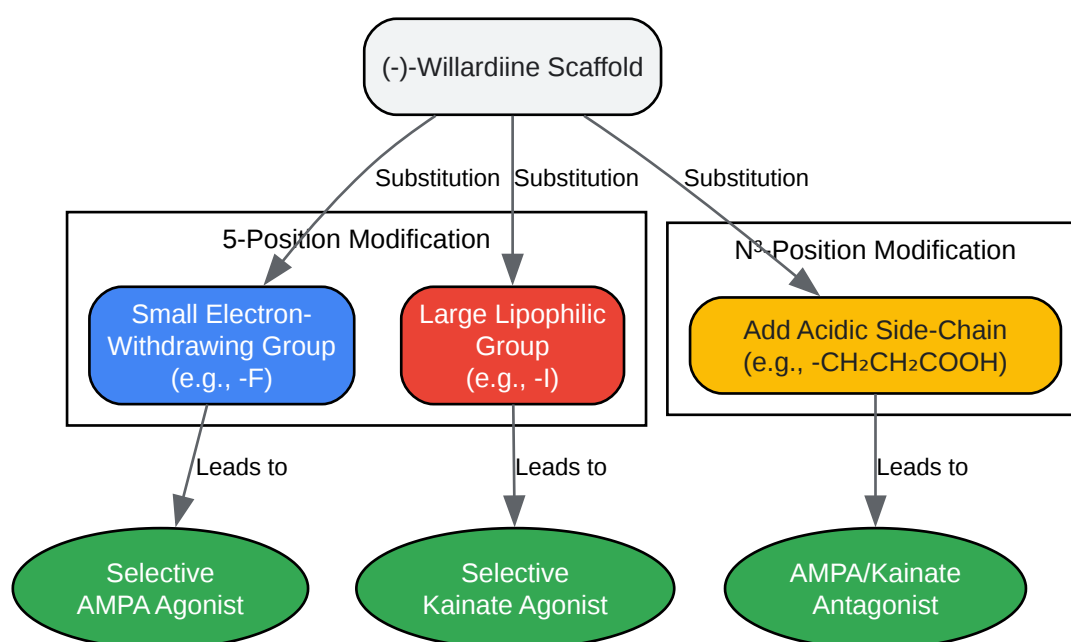 (-)-Willardiine Scaffold
Substitution
Substitution
Substitution
5-Position Modification
N³-Position Modification
Small Electron-
Withdrawing Group
(e.g., -F)
Large Lipophilic
Group
(e.g., -I)
Add Acidic Side-Chain
(e.g., -CH₂CH₂COOH)
Leads to
Leads to
Leads to
Selective
AMPA Agonist
Selective
Kainate Agonist
AMPA/Kainate
Antagonist